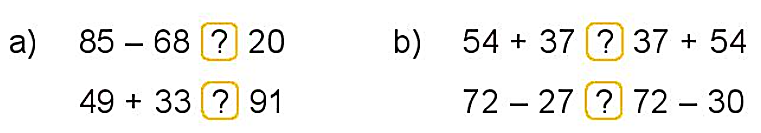 a) 85 – 68 ? 20 b) 54 + 37 ? 37 + 54
49 + 33 ? 91 72 – 27 ? 72 – 30